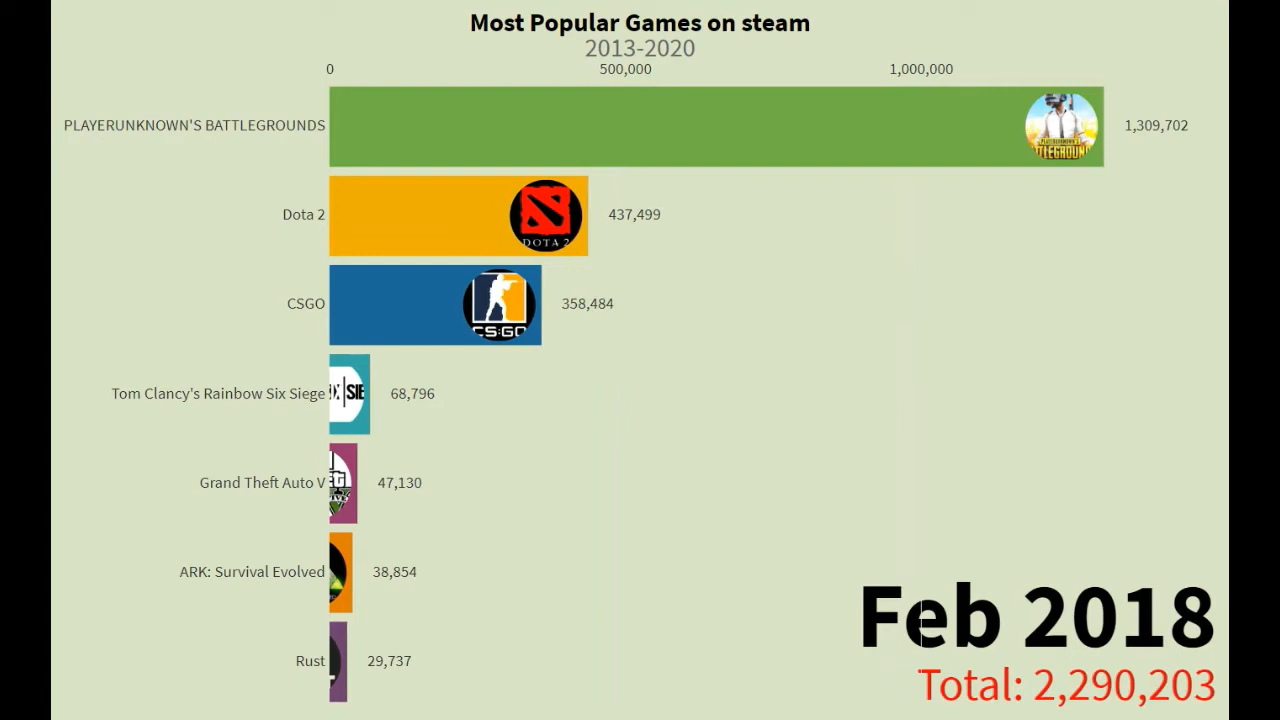 Most Popular Games on steam
2013-2020
0 500,000 1,000,000
PLAYERUNKNOWN'S BATTLEGROUNDS 1,309,702
Dota 2 DOTA 2 437,499
CSGO CS:GO 358,484
Tom Clancy's Rainbow Six Siege SIE 68,796
Grand Theft Auto V 47,130
ARK: Survival Evolved 38,854
Rust 29,737
Feb 2018
Total: 2,290,203